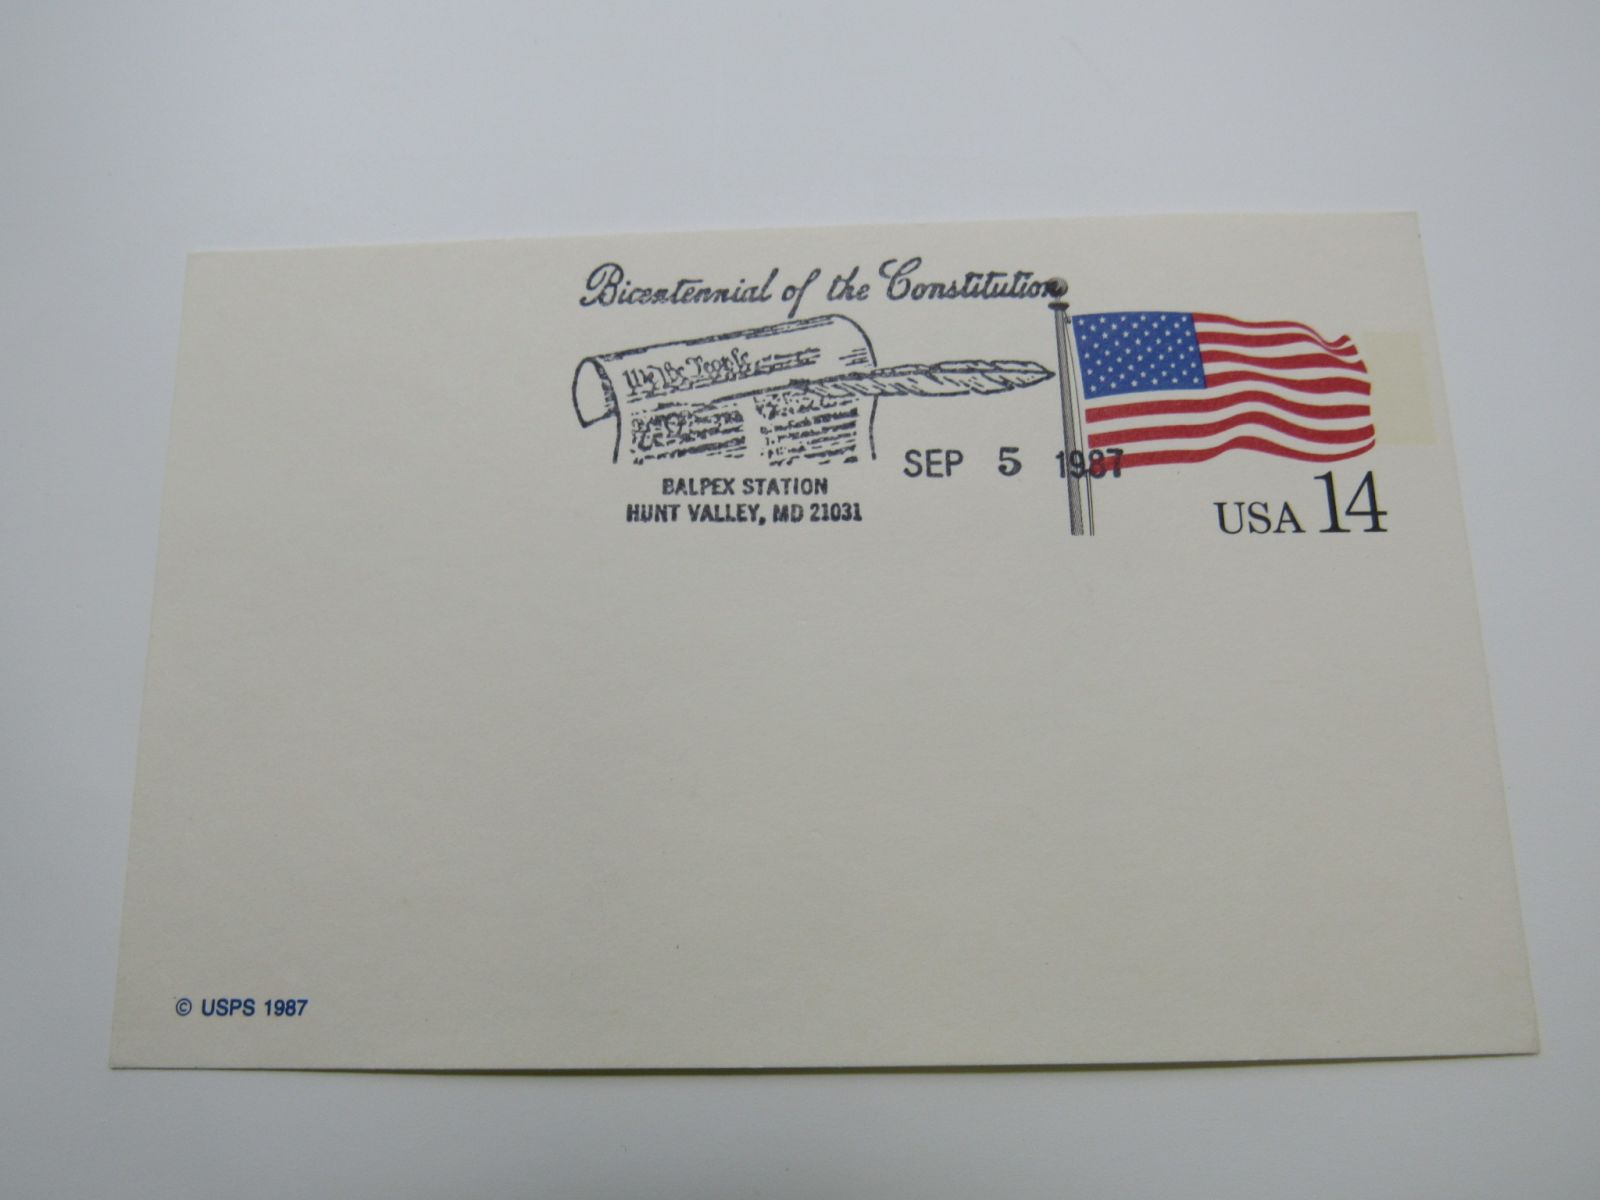 Bicentennial of the Constitution
We the People
BALPEX STATION
HUNT VALLEY, MD 21031
SEP 5 1987
USA 14
© USPS 1987